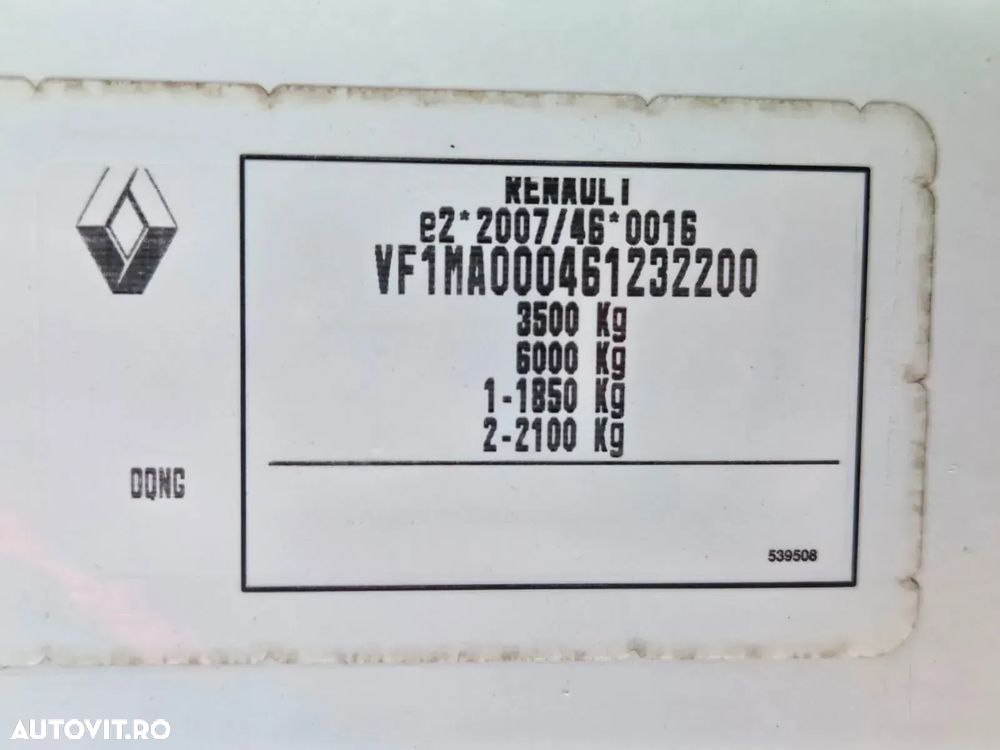 RENAULT
e2*2007/46*0016
VF1MA000461232200
3500 Kg
6000 Kg
1-1850 Kg
2-2100 Kg
DQNG
539508
AUTOVIT.RO